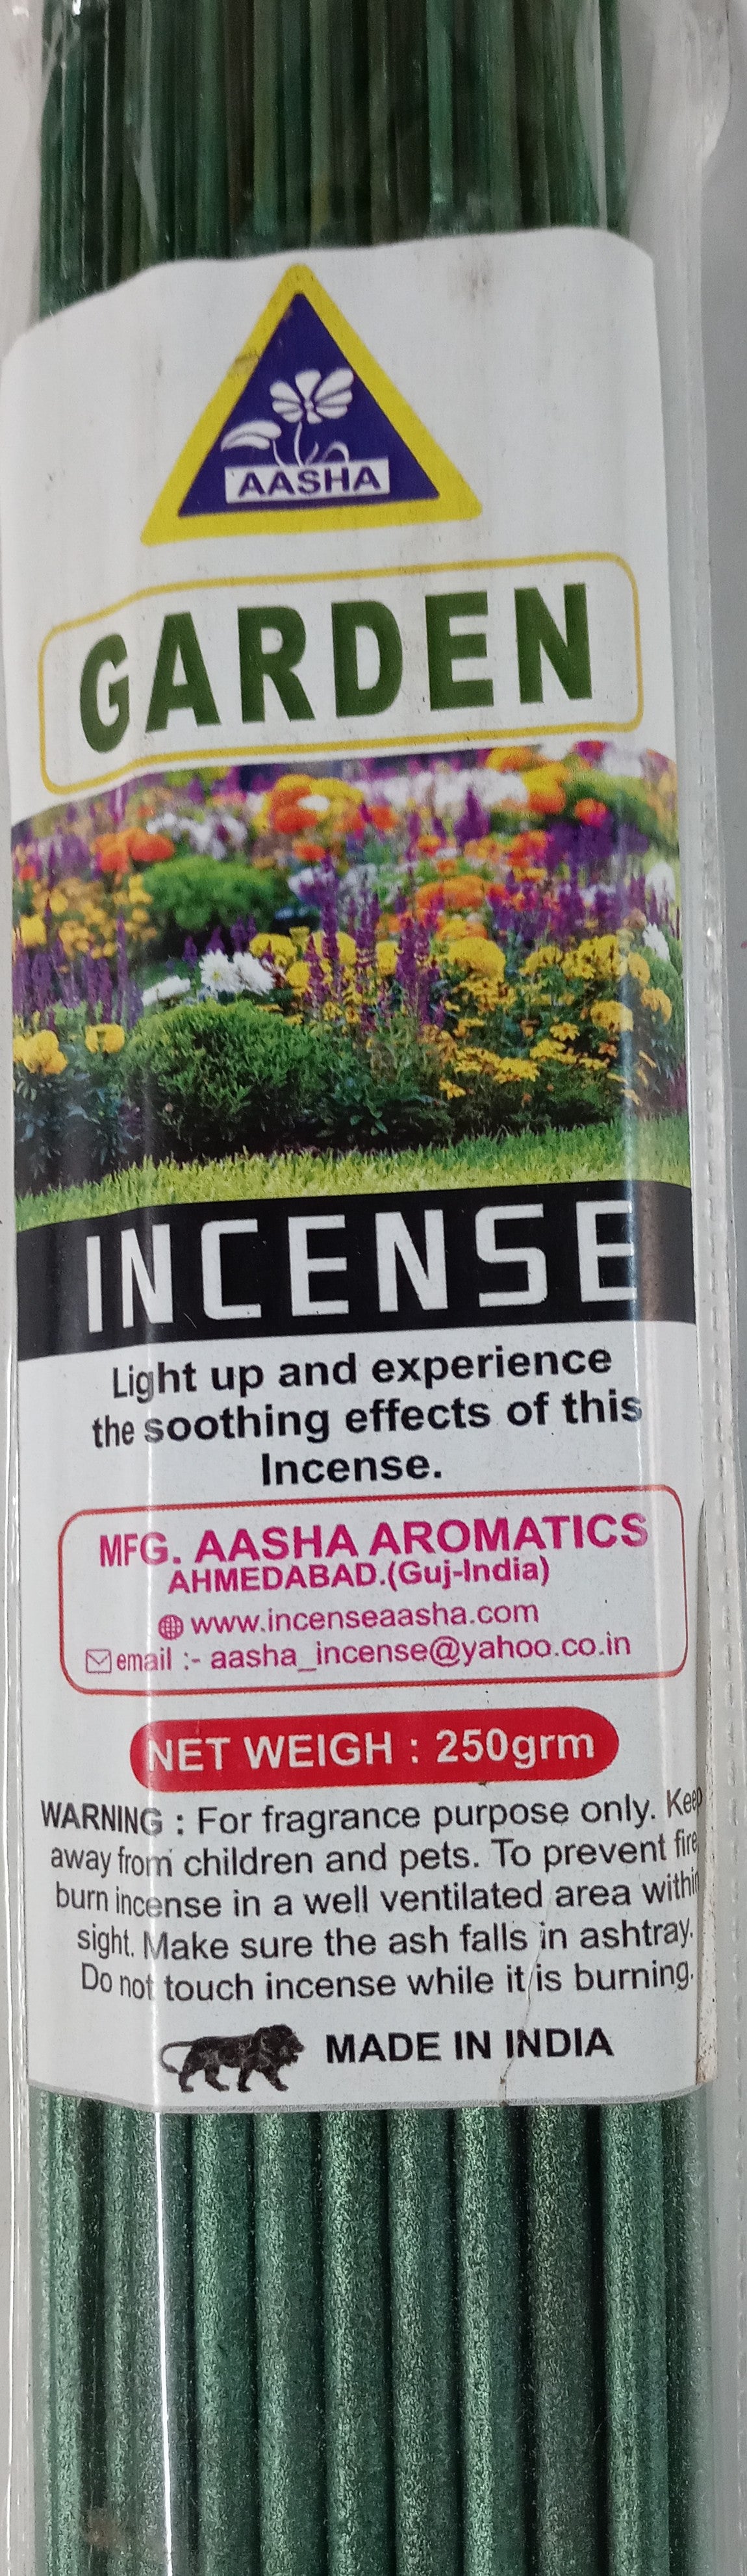 AASHA
GARDEN
INCENSE
Light up and experience
the soothing effects of this
Incense.
MFG. AASHA AROMATICS
AHMEDABAD.(Guj-India)
www.incenseaasha.com
email :- aasha_incense@yahoo.co.in
NET WEIGH : 250grm
WARNING : For fragrance purpose only. Keep
away from children and pets. To prevent fire
burn incense in a well ventilated area within
sight. Make sure the ash falls in ashtray.
Do not touch incense while it is burning.
MADE IN INDIA